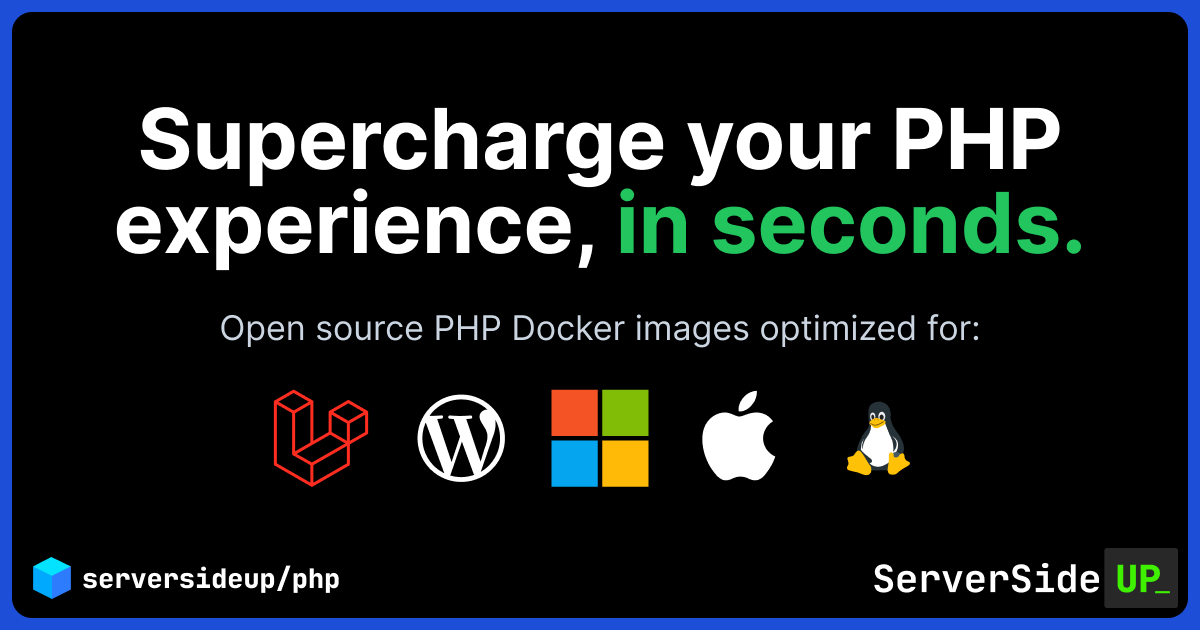 Supercharge your PHP
experience, in seconds.
Open source PHP Docker images optimized for:
serversideup/php
ServerSide UP_